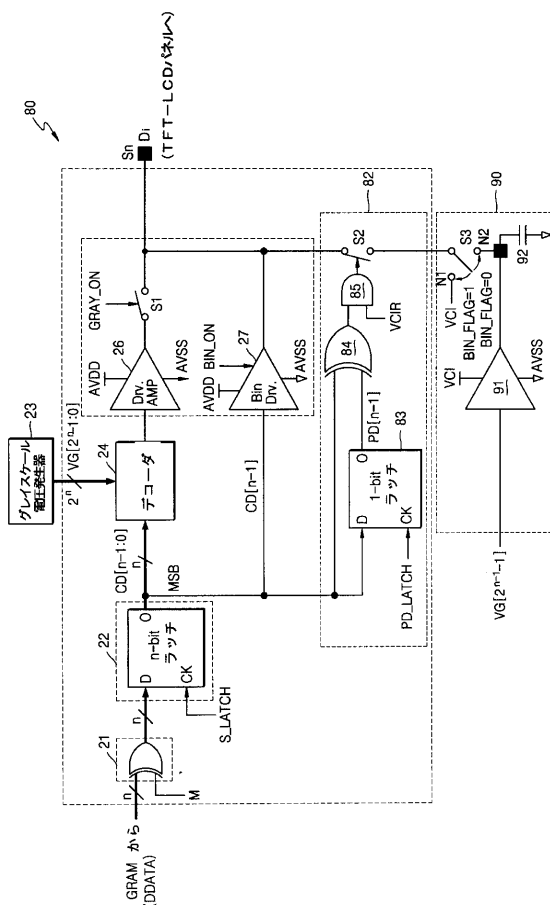 80
GRAM から
(DDATA)
n
M
21
n
S_LATCH
22
D
O
n-bit
ラッチ
CK
CD[n-1:0]
n
MSB
23
グレイスケール
電圧発生器
2ⁿ
VG[2ⁿ-1:0]
24
デコーダ
AVDD
26
Drv.
AMP
AVSS
GRAY_ON
S1
Sn
Di
(TFT-LCDパネルへ)
CD[n-1]
AVDD
BIN_ON
27
Bin
Drv.
AVSS
82
83
D
O
1-bit
ラッチ
CK
PD_LATCH
PD[n-1]
84
85
VCIR
S2
90
VCI
N1
S3
N2
BIN_FLAG=1
BIN_FLAG=0
VCI
91
AVSS
92
VG[2ⁿ⁻¹-1]